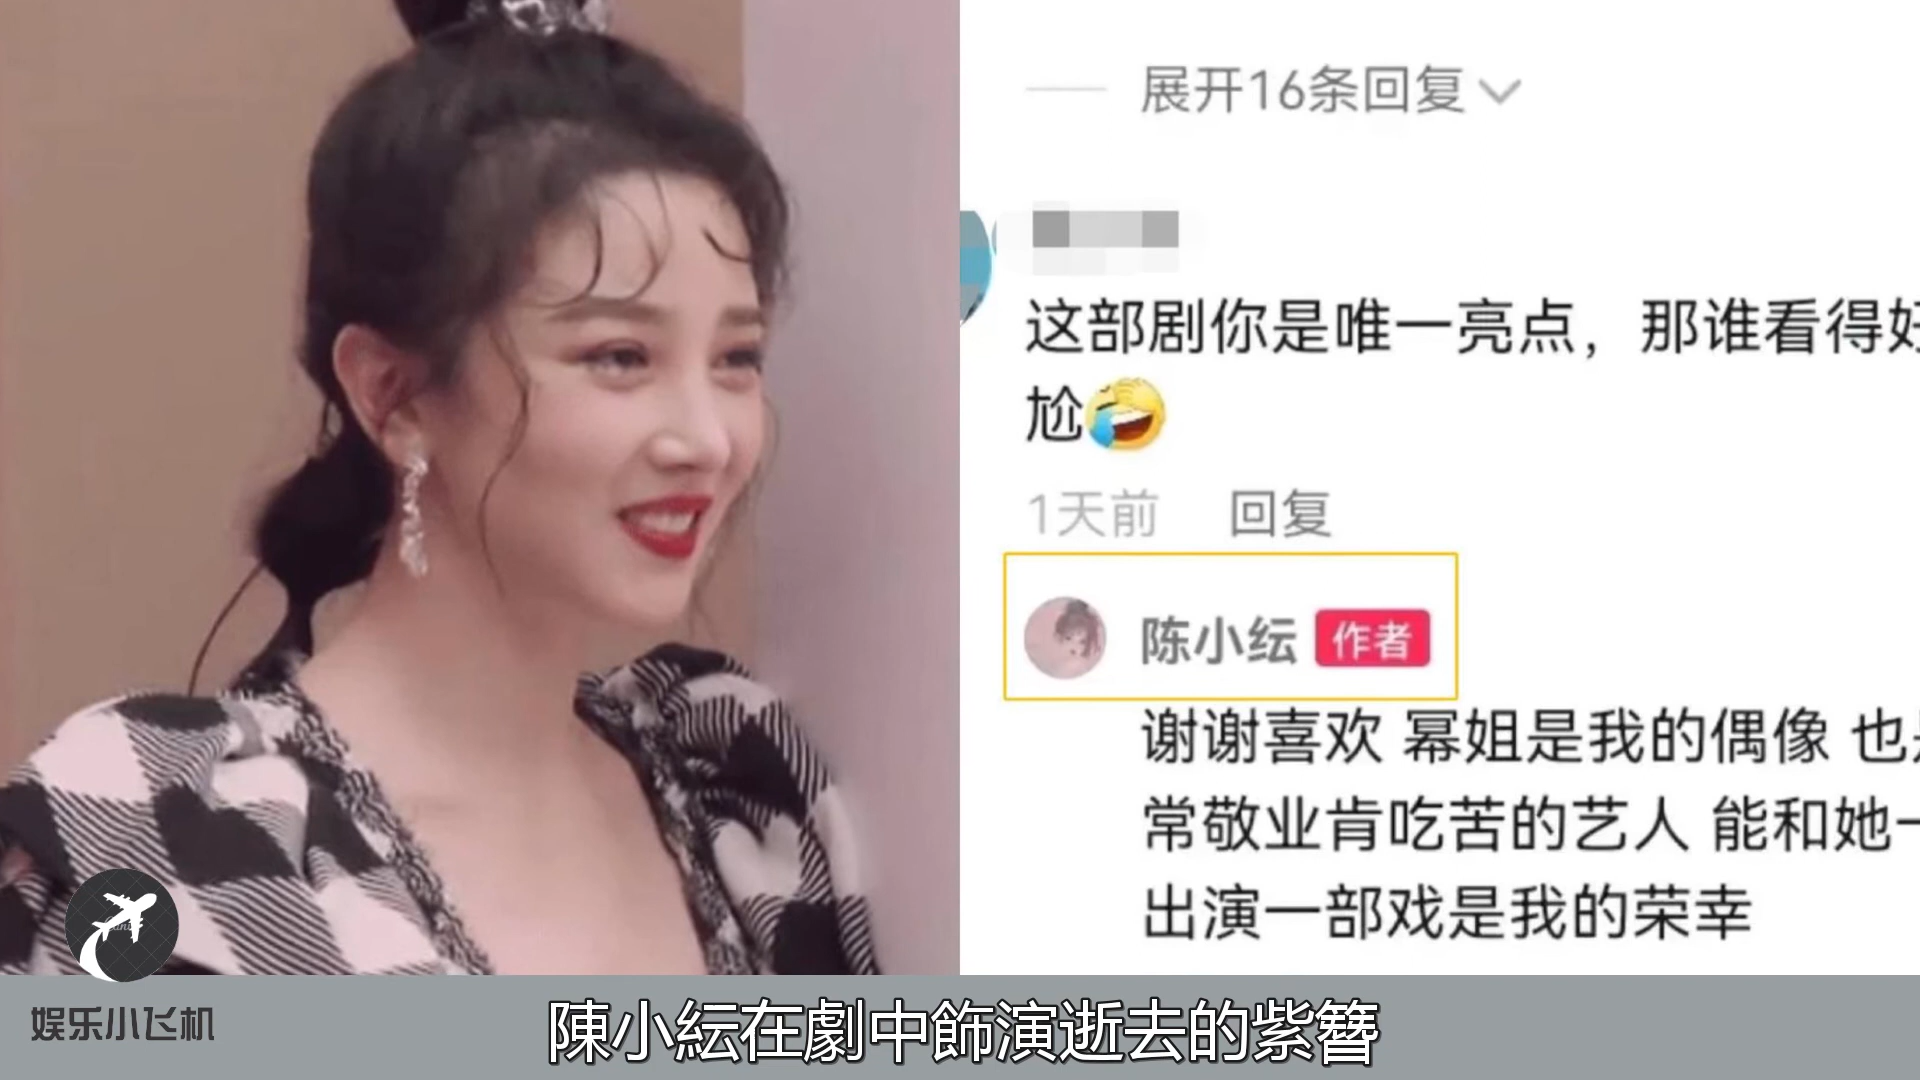 展开16条回复
这部剧你是唯一亮点，那谁看得好
尬
1天前 回复
陈小纭 作者
谢谢喜欢 幂姐是我的偶像 也是
常敬业肯吃苦的艺人 能和她一
出演一部戏是我的荣幸
娱乐小飞机
陳小紜在劇中飾演逝去的紫簪